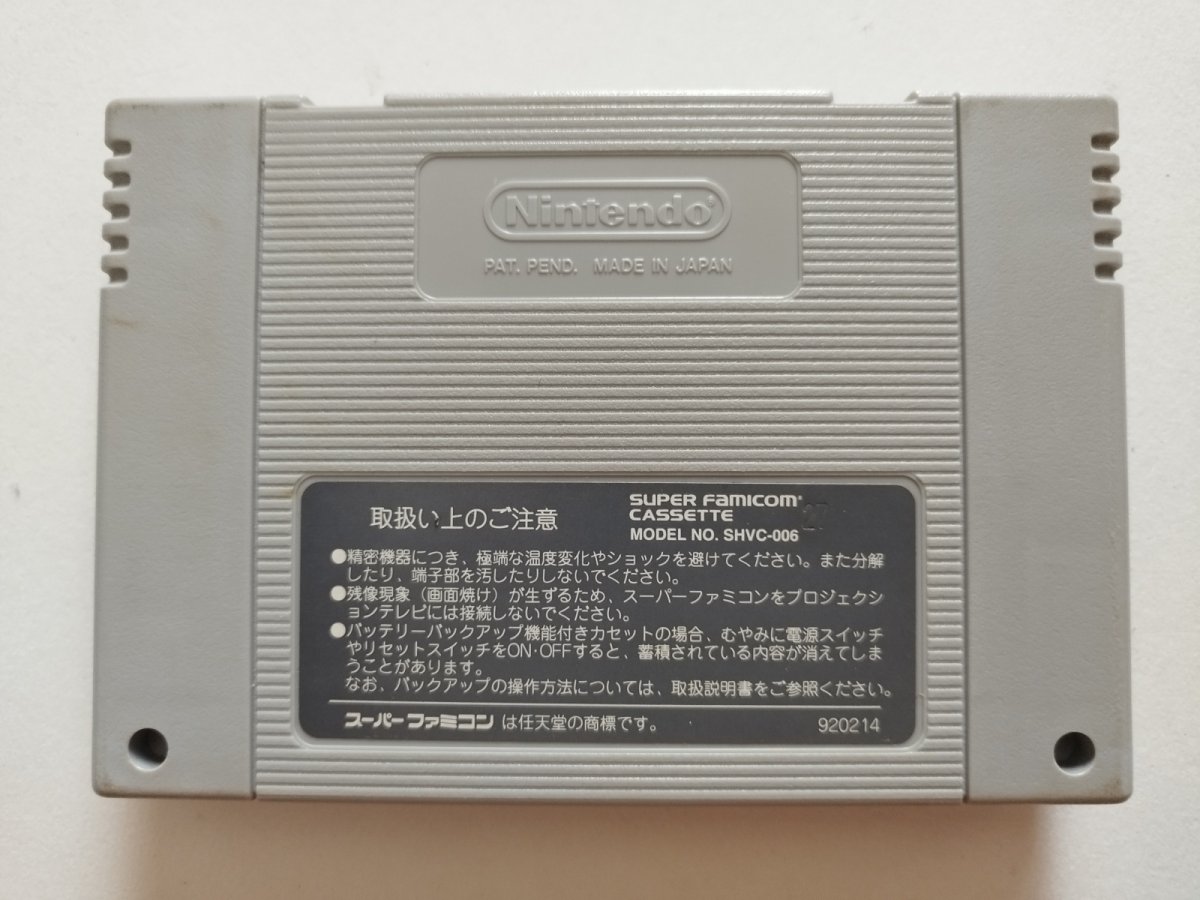 Nintendo®
PAT. PEND. MADE IN JAPAN
取扱い上のご注意
SUPER FAMICOM®
CASSETTE
MODEL NO. SHVC-006
27
●精密機器につき、極端な温度変化やショックを避けてください。また分解
したり、端子部を汚したりしないでください。
●残像現象（画面焼け）が生ずるため、スーパーファミコンをプロジェクシ
ョンテレビには接続しないでください。
●バッテリーバックアップ機能付きカセットの場合、むやみに電源スイッチ
やリセットスイッチをON・OFFすると、蓄積されている内容が消えてしま
うことがあります。
なお、バックアップの操作方法については、取扱説明書をご参照ください。
スーパーファミコン は任天堂の商標です。 920214